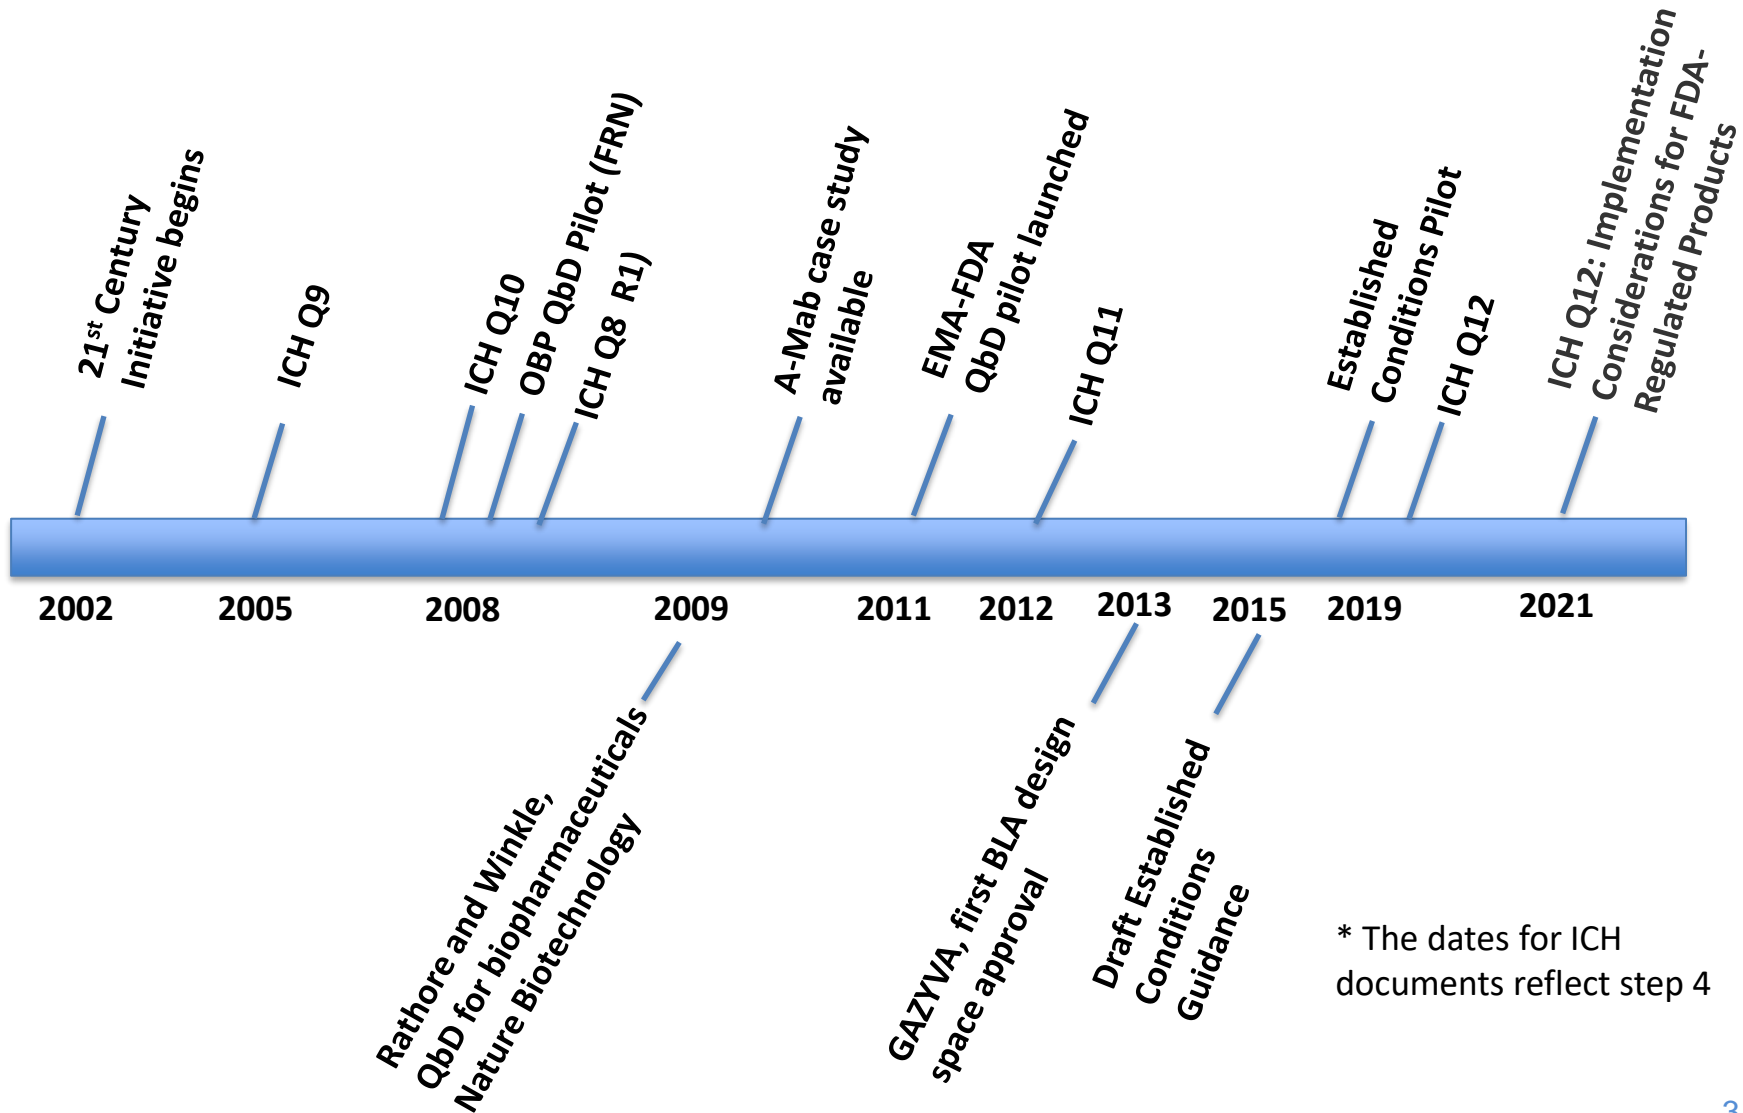 21st Century
Initiative begins
ICH Q9
ICH Q10
OBP QbD Pilot (FRN)
ICH Q8 R1)
A-Mab case study
available
EMA-FDA
QbD pilot launched
ICH Q11
Established
Conditions Pilot
ICH Q12
ICH Q12: Implementation
Considerations for FDA-
Regulated Products
2002
2005
2008
2009
2011
2012
2013
2015
2019
2021
Rathore and Winkle,
QbD for biopharmaceuticals
Nature Biotechnology
GAZYVA, first BLA design
space approval
Draft Established
Conditions
Guidance
* The dates for ICH
documents reflect step 4
3